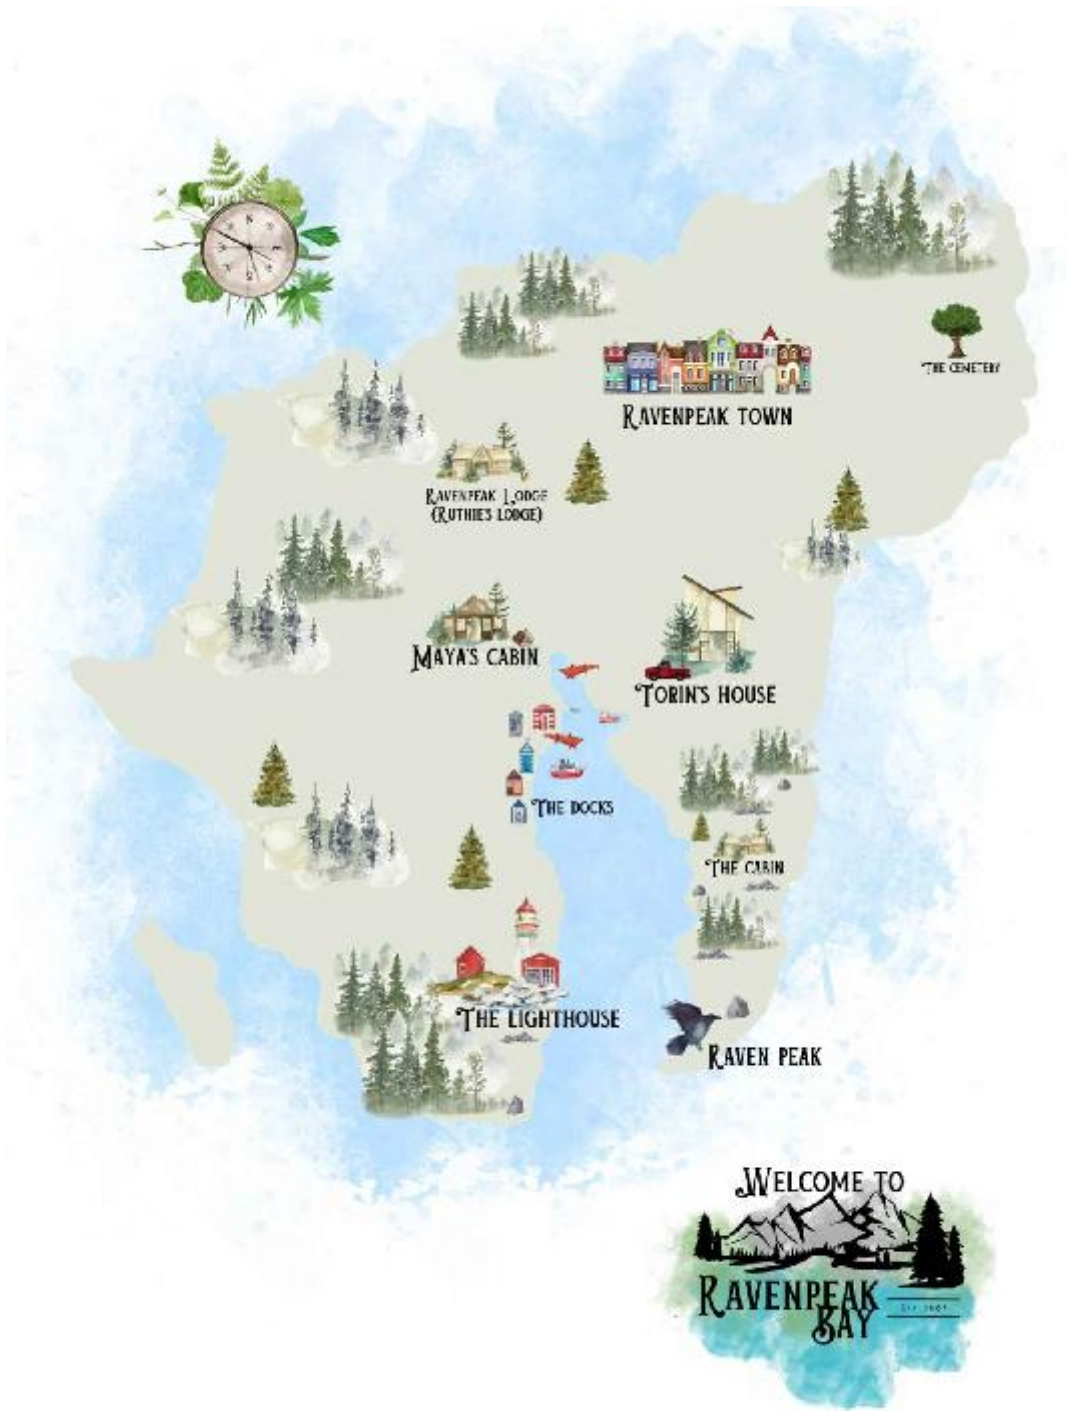 N
E
S
THE CEMETERY
RAVENPEAK TOWN
RAVENPEAK LODGE
(RUTHIE'S LODGE)
MAYA'S CABIN
TORIN'S HOUSE
THE DOCKS
THE CABIN
THE LIGHTHOUSE
RAVEN PEAK
WELCOME TO
RAVENPEAK
BAY